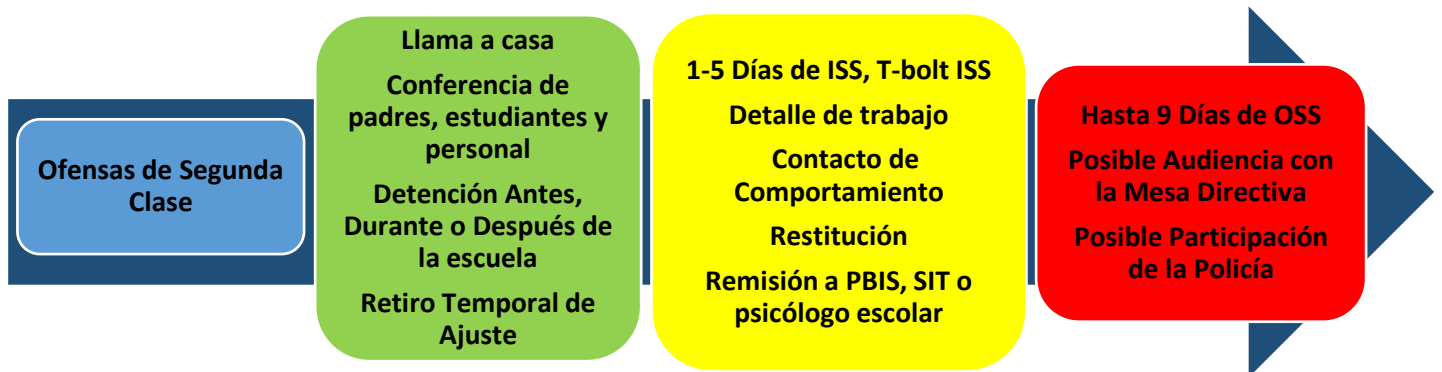 Ofensas de Segunda
Clase
Llama a casa
Conferencia de
padres, estudiantes y
personal
Detención Antes,
Durante o Después de
la escuela
Retiro Temporal de
Ajuste
1-5 Días de ISS, T-bolt ISS
Detalle de trabajo
Contacto de
Comportamiento
Restitución
Remisión a PBIS, SIT o
psicólogo escolar
Hasta 9 Días de OSS
Posible Audiencia con
la Mesa Directiva
Posible Participación
de la Policía